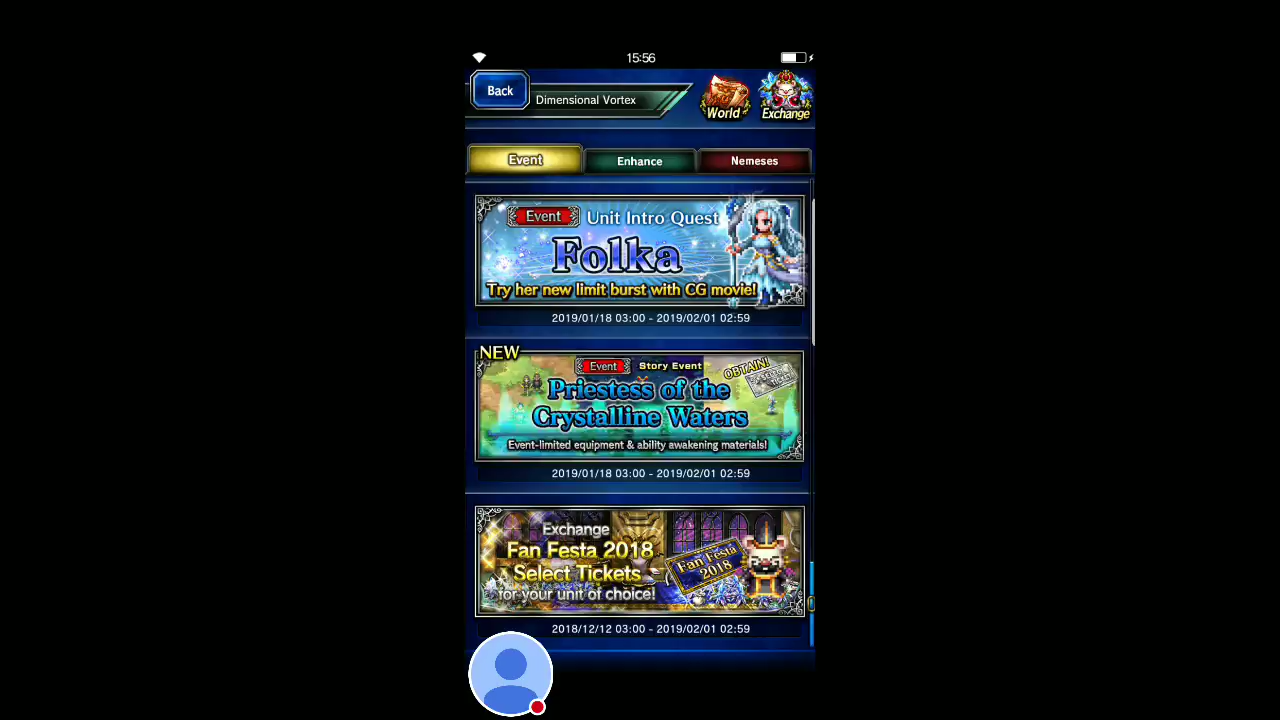 15:56
Back
Dimensional Vortex
World
Exchange
Event
Enhance
Nemeses
Event
Unit Intro Quest
Folka
Try her new limit burst with CG movie!
2019/01/18 03:00 - 2019/02/01 02:59
NEW
Event
Story Event
OBTAIN!
Priestess of the
Crystalline Waters
Event-limited equipment & ability awakening materials!
2019/01/18 03:00 - 2019/02/01 02:59
Exchange
Fan Festa 2018
Select Tickets
for your unit of choice!
Fan Festa
2018
2018/12/12 03:00 - 2019/02/01 02:59